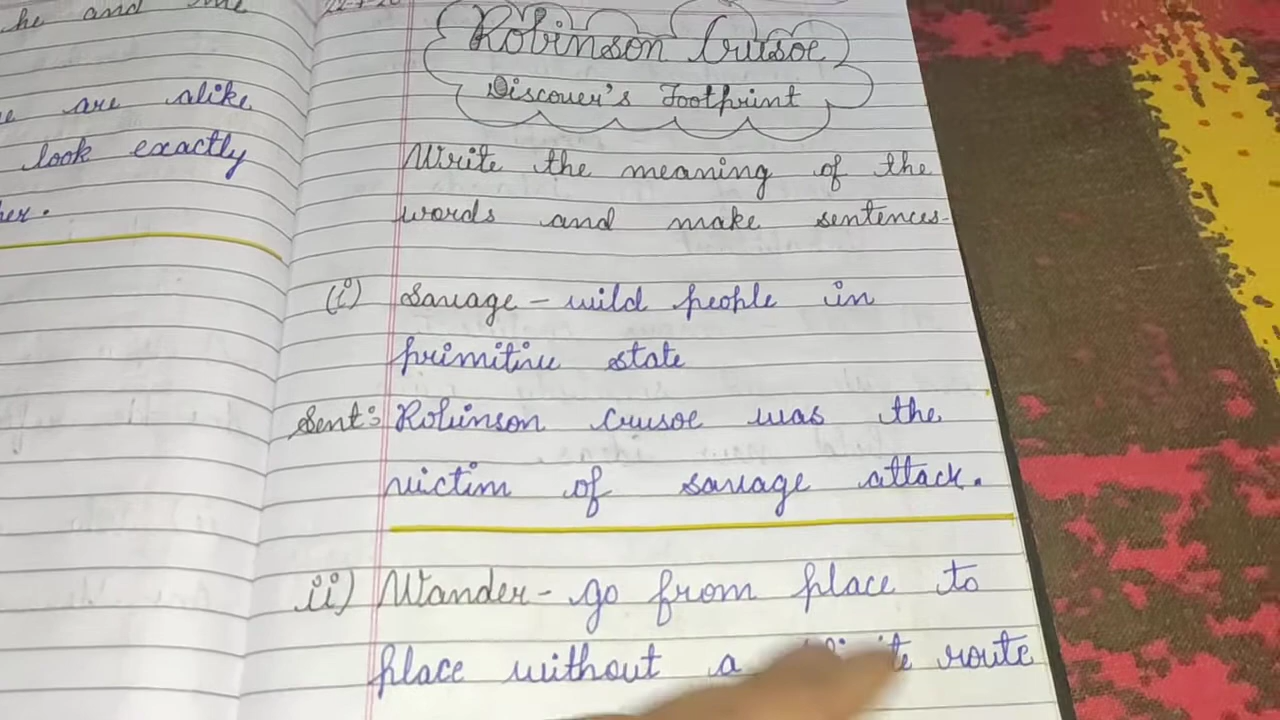 he and
are alike
look exactly
Robinson Crusoe
Discover's Footprint
Write the meaning of the
words and make sentences.
(i) Savage - wild people in
primitive state
Sent: Robinson Crusoe was the
victim of savage attack.
ii) Wander - go from place to
place without a route